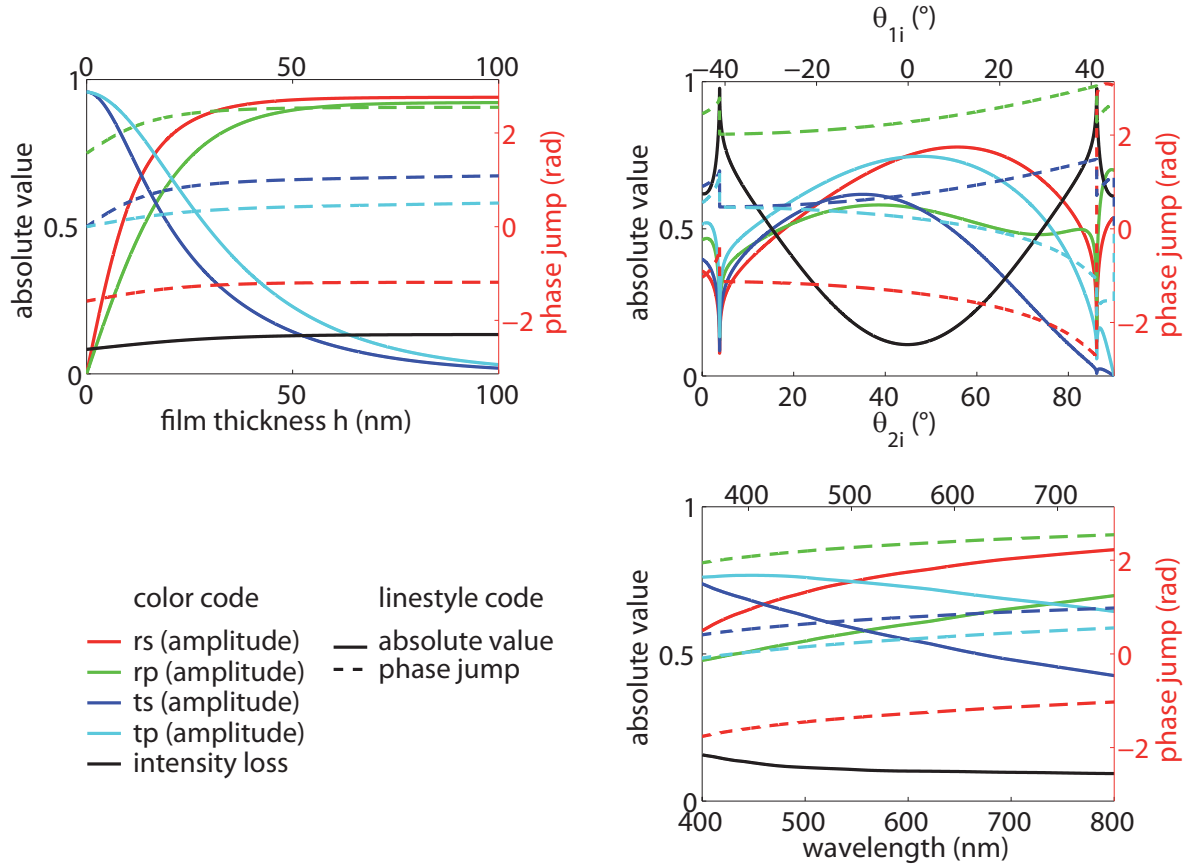 0 50 100
1
0.5
0
absolute value
2
0
−2
phase jump (rad)
0 50 100
film thickness h (nm)
θ1i (°)
−40 −20 0 20 40
1
0.5
0
absolute value
2
0
−2
phase jump (rad)
0 20 40 60 80
θ2i (°)
400 500 600 700
1
0.5
0
absolute value
2
0
−2
phase jump (rad)
400 500 600 700 800
wavelength (nm)
color code
rs (amplitude)
rp (amplitude)
ts (amplitude)
tp (amplitude)
intensity loss
linestyle code
absolute value
phase jump